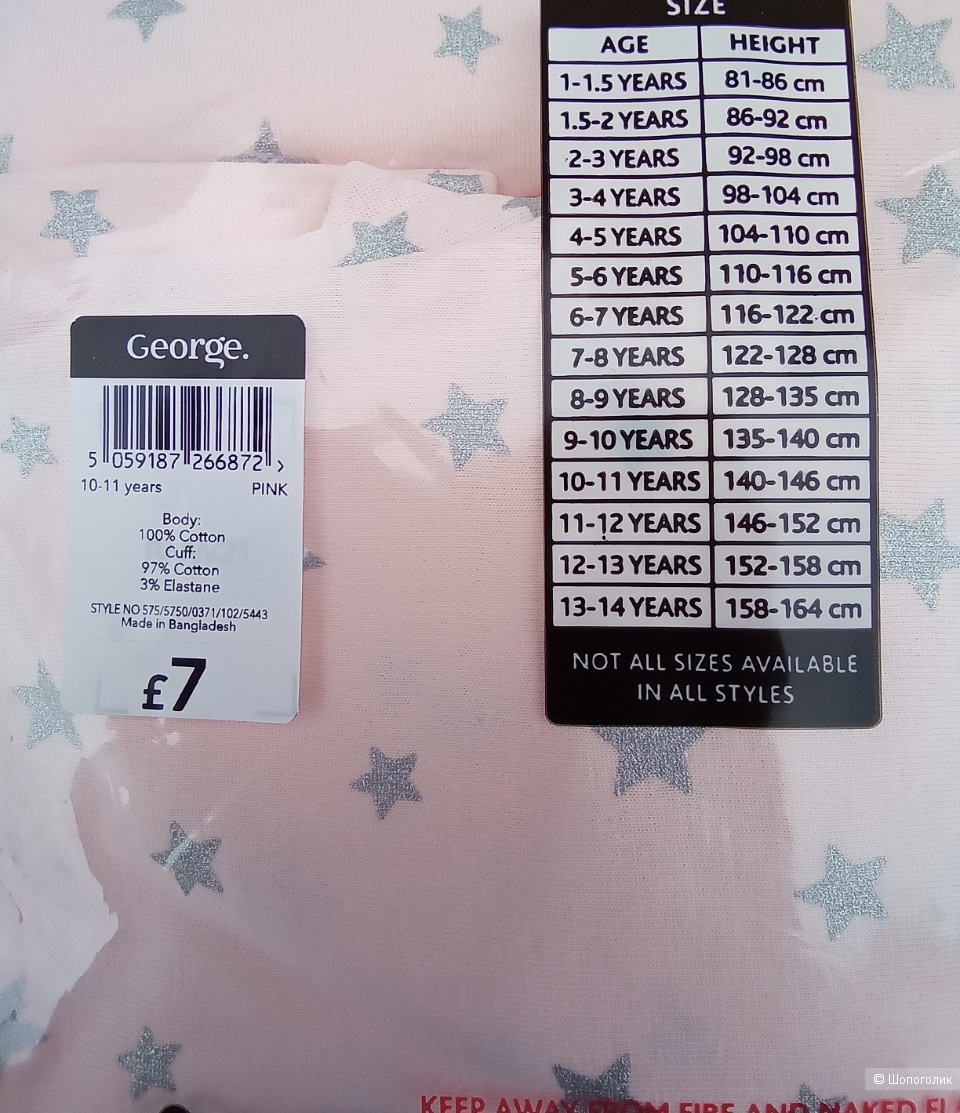 SIZE
AGE HEIGHT
1-1.5 YEARS 81-86 cm
1.5-2 YEARS 86-92 cm
2-3 YEARS 92-98 cm
3-4 YEARS 98-104 cm
4-5 YEARS 104-110 cm
5-6 YEARS 110-116 cm
6-7 YEARS 116-122 cm
7-8 YEARS 122-128 cm
8-9 YEARS 128-135 cm
9-10 YEARS 135-140 cm
10-11 YEARS 140-146 cm
11-12 YEARS 146-152 cm
12-13 YEARS 152-158 cm
13-14 YEARS 158-164 cm
NOT ALL SIZES AVAILABLE
IN ALL STYLES
George.
5 059187 266872 >
10-11 years PINK
Body:
100% Cotton
Cuff:
97% Cotton
3% Elastane
STYLE NO 575/5750/0371/102/5443
Made in Bangladesh
£7
© Шопоголик
KEEP AWAY FROM FIRE AND NAKED